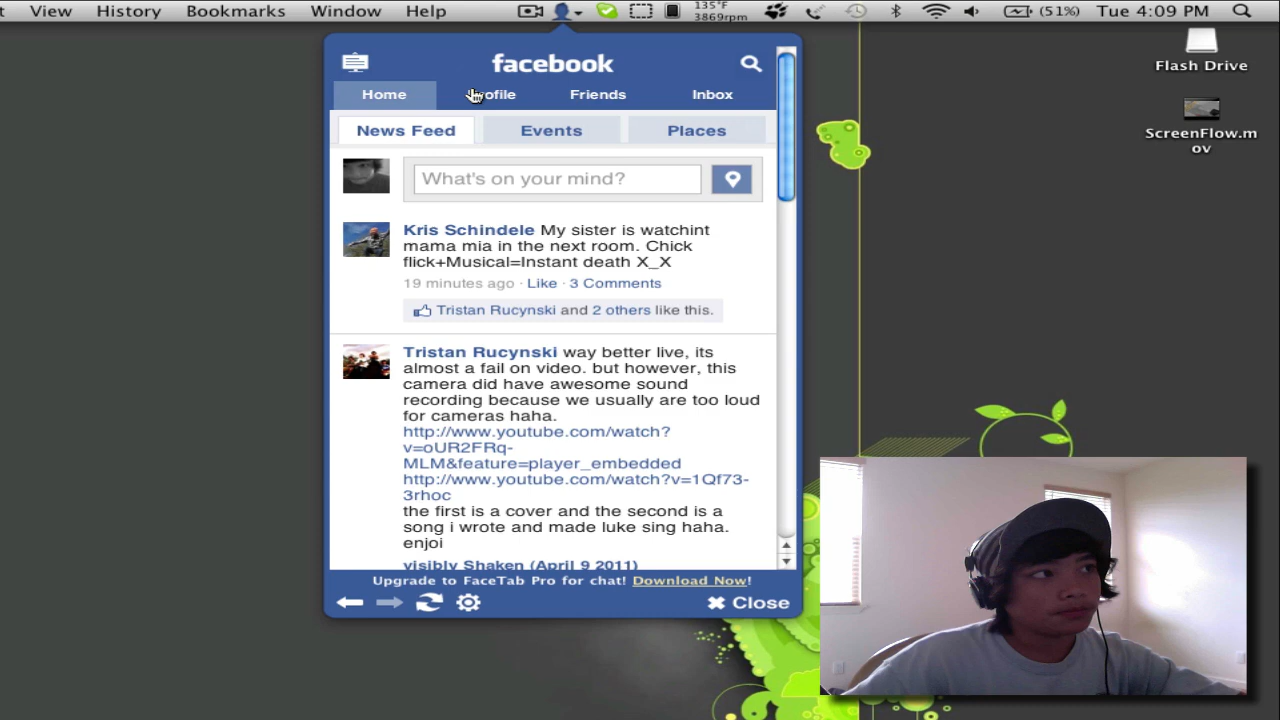 View History Bookmarks Window Help 135°F 3869rpm (51%) Tue 4:09 PM
Flash Drive
ScreenFlow.m
ov
facebook
Home Profile Friends Inbox
News Feed Events Places
What's on your mind?
Kris Schindele My sister is watchint
mama mia in the next room. Chick
flick+Musical=Instant death X_X
19 minutes ago · Like · 3 Comments
Tristan Rucynski and 2 others like this.
Tristan Rucynski way better live, its
almost a fail on video. but however, this
camera did have awesome sound
recording because we usually are too loud
for cameras haha.
http://www.youtube.com/watch?
v=oUR2FRq-
MLM&feature=player_embedded
http://www.youtube.com/watch?v=1Qf73-
3rhoc
the first is a cover and the second is a
song i wrote and made luke sing haha.
enjoi
visibly Shaken (April 9 2011)
Upgrade to FaceTab Pro for chat! Download Now!
Close